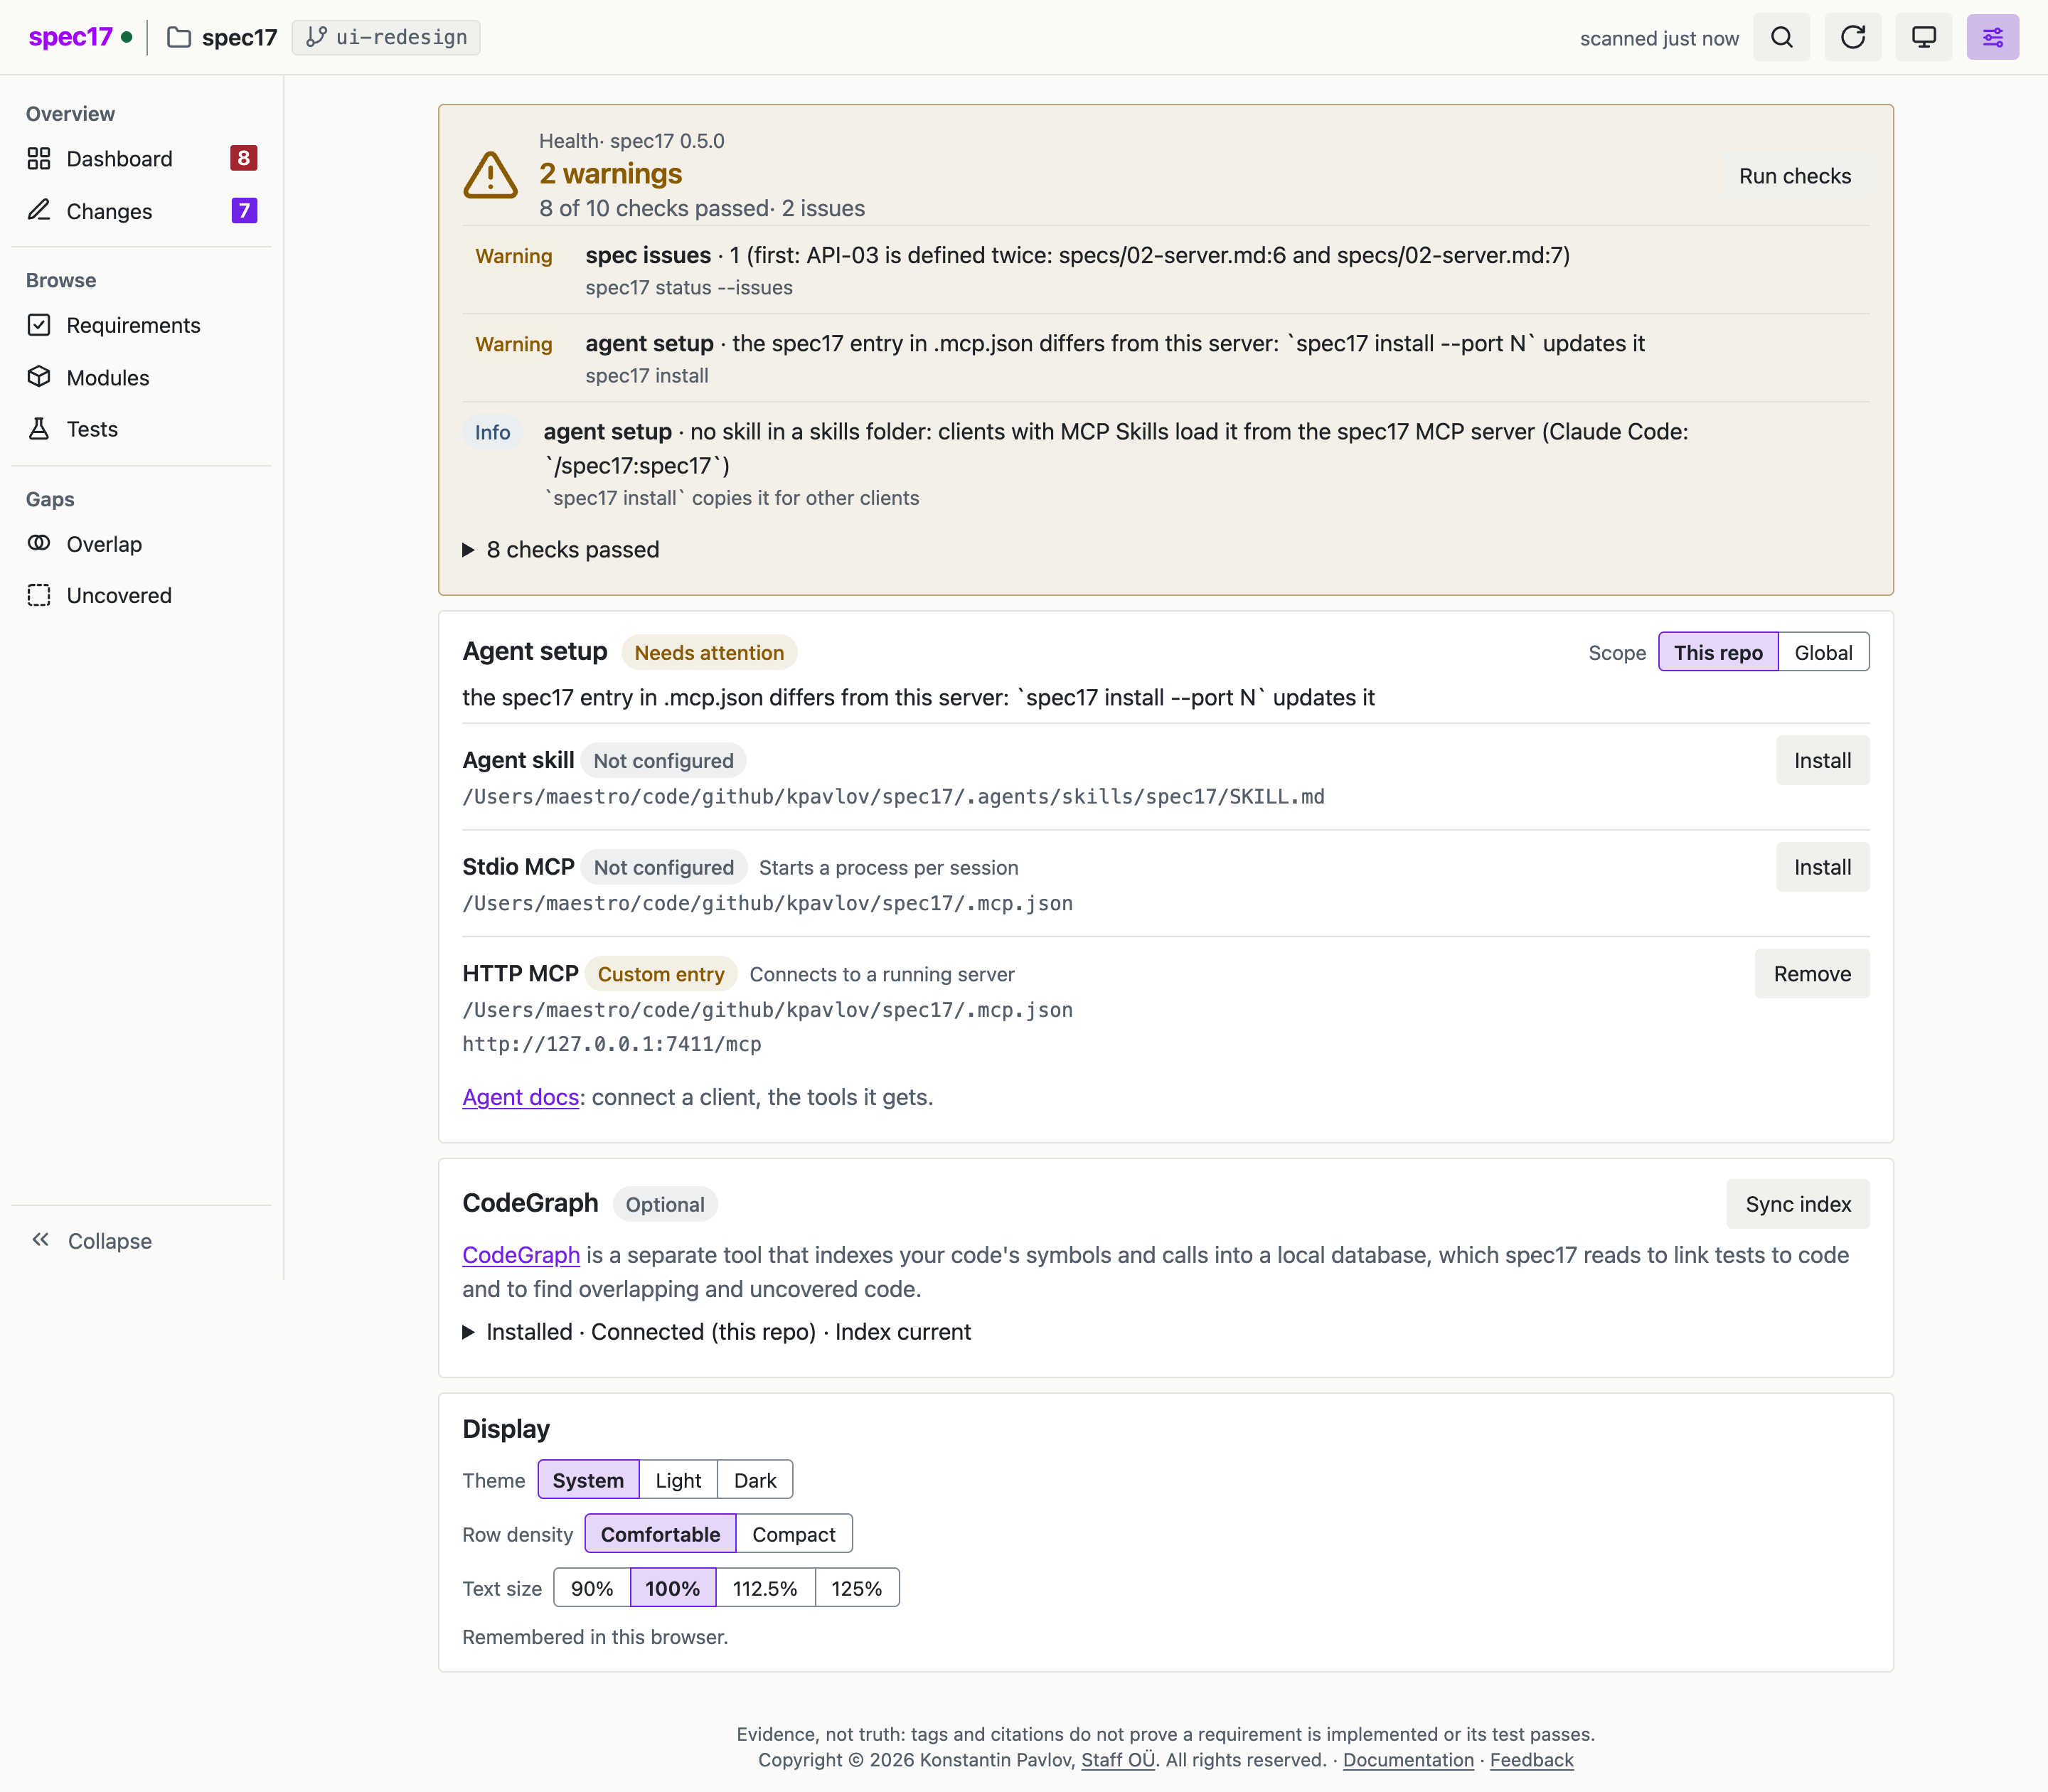 spec17
spec17
ui-redesign
scanned just now
Overview
Dashboard
8
Changes
7
Browse
Requirements
Modules
Tests
Gaps
Overlap
Uncovered
Collapse
Health· spec17 0.5.0
2 warnings
8 of 10 checks passed· 2 issues
Run checks
Warning
spec issues · 1 (first: API-03 is defined twice: specs/02-server.md:6 and specs/02-server.md:7)
spec17 status --issues
Warning
agent setup · the spec17 entry in .mcp.json differs from this server: `spec17 install --port N` updates it
spec17 install
Info
agent setup · no skill in a skills folder: clients with MCP Skills load it from the spec17 MCP server (Claude Code:
`/spec17:spec17`)
`spec17 install` copies it for other clients
8 checks passed
Agent setup
Needs attention
Scope
This repo
Global
the spec17 entry in .mcp.json differs from this server: `spec17 install --port N` updates it
Agent skill
Not configured
Install
/Users/maestro/code/github/kpavlov/spec17/.agents/skills/spec17/SKILL.md
Stdio MCP
Not configured
Starts a process per session
Install
/Users/maestro/code/github/kpavlov/spec17/.mcp.json
HTTP MCP
Custom entry
Connects to a running server
Remove
/Users/maestro/code/github/kpavlov/spec17/.mcp.json
http://127.0.0.1:7411/mcp
Agent docs: connect a client, the tools it gets.
CodeGraph
Optional
Sync index
CodeGraph is a separate tool that indexes your code's symbols and calls into a local database, which spec17 reads to link tests to code
and to find overlapping and uncovered code.
Installed · Connected (this repo) · Index current
Display
Theme
System
Light
Dark
Row density
Comfortable
Compact
Text size
90%
100%
112.5%
125%
Remembered in this browser.
Evidence, not truth: tags and citations do not prove a requirement is implemented or its test passes.
Copyright © 2026 Konstantin Pavlov, Staff OÜ. All rights reserved. · Documentation · Feedback